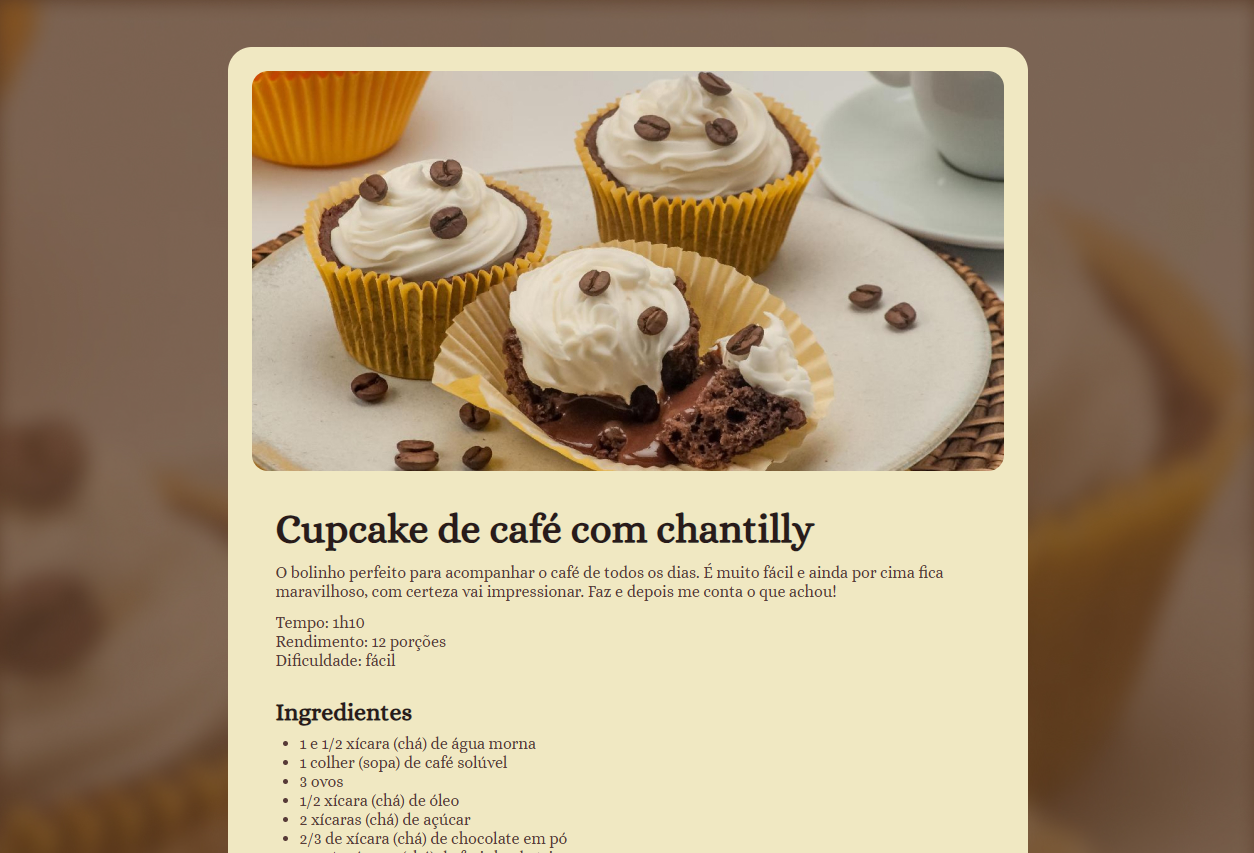 Cupcake de café com chantilly
O bolinho perfeito para acompanhar o café de todos os dias. É muito fácil e ainda por cima fica
maravilhoso, com certeza vai impressionar. Faz e depois me conta o que achou!
Tempo: 1h10
Rendimento: 12 porções
Dificuldade: fácil
Ingredientes
• 1 e 1/2 xícara (chá) de água morna
• 1 colher (sopa) de café solúvel
• 3 ovos
• 1/2 xícara (chá) de óleo
• 2 xícaras (chá) de açúcar
• 2/3 de xícara (chá) de chocolate em pó